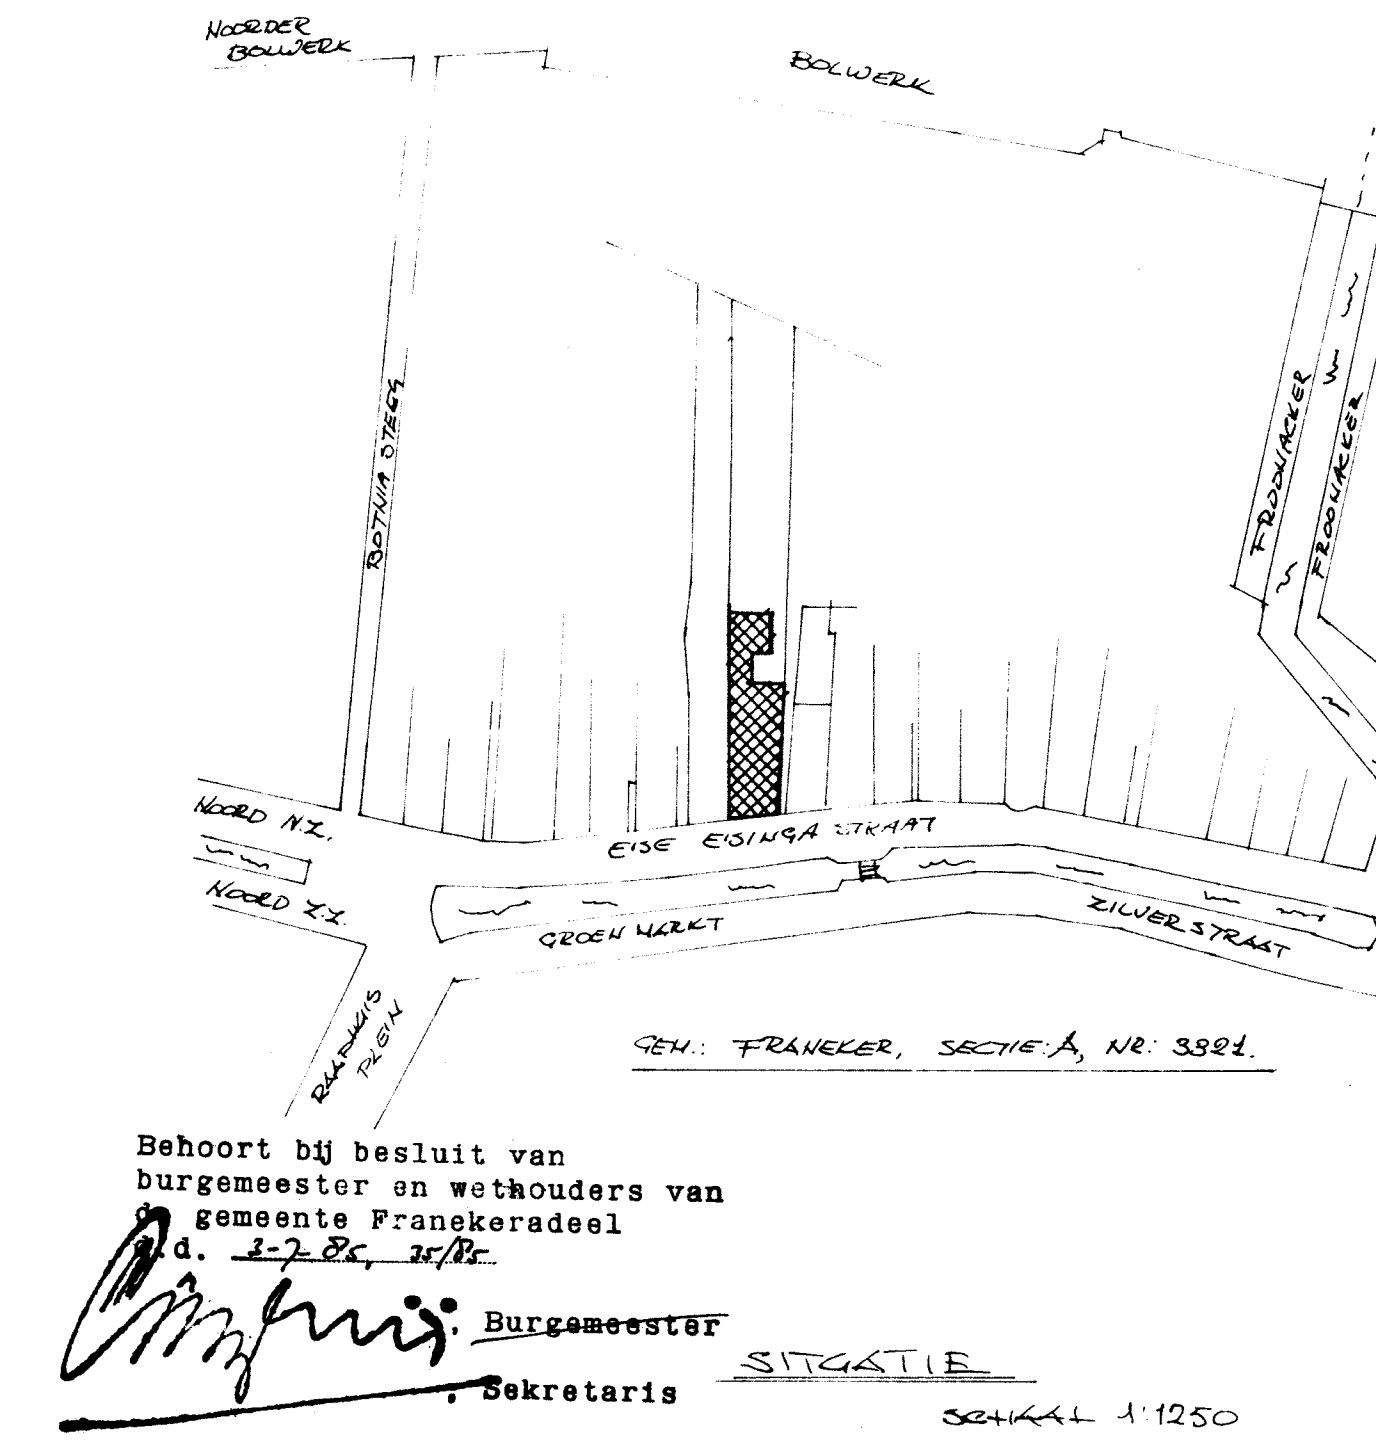 NOORDER
BOLWERK
BOLWERK
BOTNIA STEEG
FROONACKER
FROONACKER
NOORD N.Z.
NOORD Z.Z.
EISE EISINGA STRAAT
GROEN MARKT
ZILVERSTRAAT
RAADHUIS
PLEIN
GEM.: FRANEKER, SECTIE: A, NR: 3321.
Behoort bij besluit van
burgemeester en wethouders van
de gemeente Franekeradeel
d.d. 3-7-85, 35/85
, Burgemeester
, Sekretaris
SITUATIE
SCHAAL 1:1250